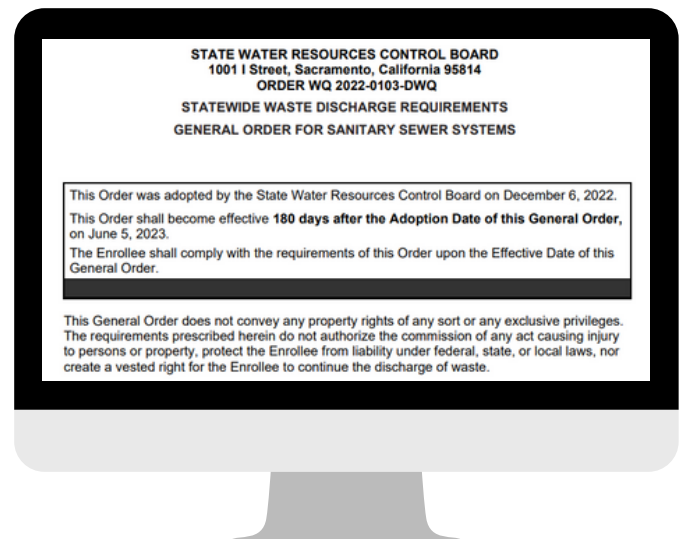 STATE WATER RESOURCES CONTROL BOARD
1001 I Street, Sacramento, California 95814
ORDER WQ 2022-0103-DWQ
STATEWIDE WASTE DISCHARGE REQUIREMENTS
GENERAL ORDER FOR SANITARY SEWER SYSTEMS
This Order was adopted by the State Water Resources Control Board on December 6, 2022.
This Order shall become effective 180 days after the Adoption Date of this General Order,
on June 5, 2023.
The Enrollee shall comply with the requirements of this Order upon the Effective Date of this
General Order.
This General Order does not convey any property rights of any sort or any exclusive privileges.
The requirements prescribed herein do not authorize the commission of any act causing injury
to persons or property, protect the Enrollee from liability under federal, state, or local laws, nor
create a vested right for the Enrollee to continue the discharge of waste.